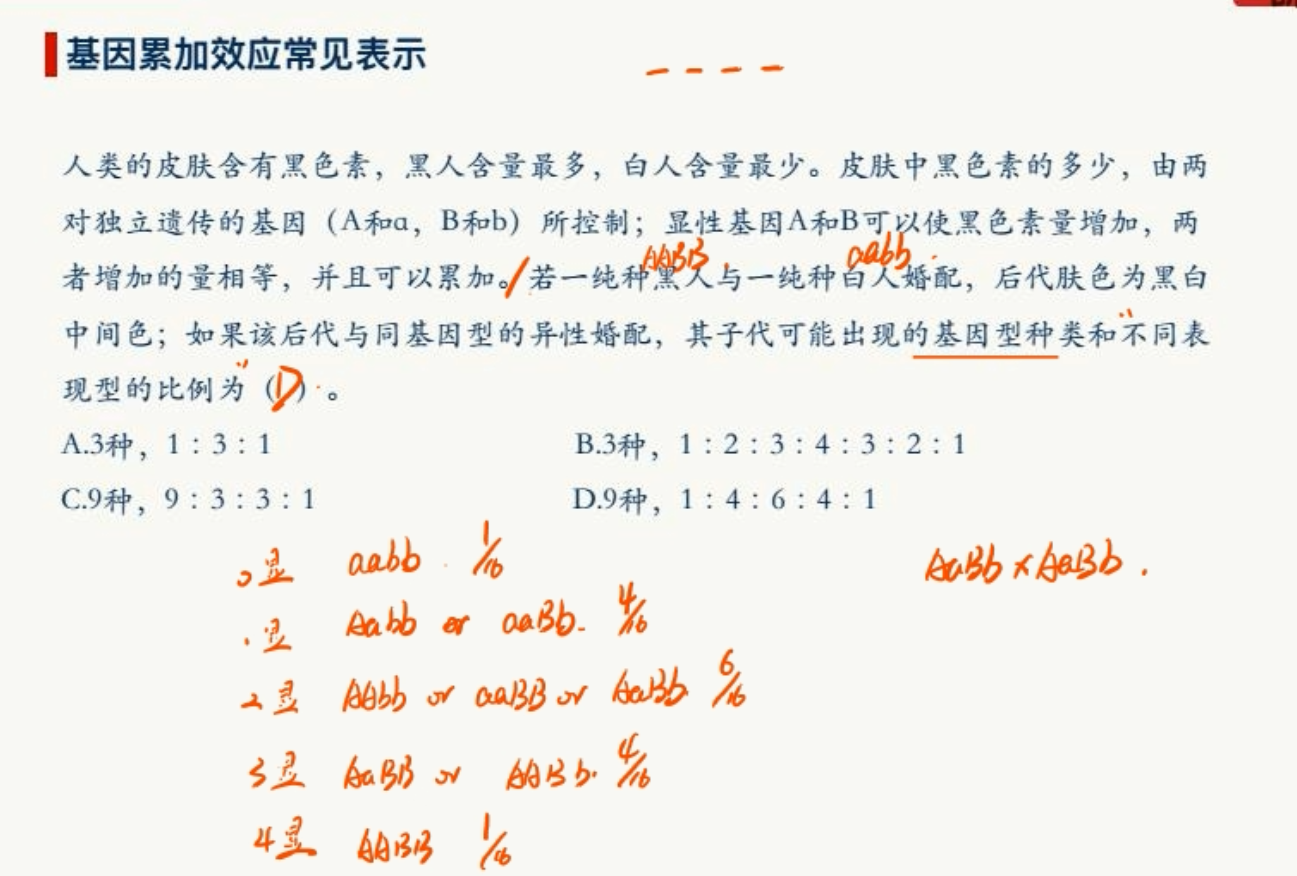 基因累加效应常见表示
人类的皮肤含有黑色素，黑人含量最多，白人含量最少。皮肤中黑色素的多少，由两
对独立遗传的基因（A和a，B和b）所控制；显性基因A和B可以使黑色素量增加，两
AABB aabb
者增加的量相等，并且可以累加。若一纯种黑人与一纯种白人婚配，后代肤色为黑白
中间色；如果该后代与同基因型的异性婚配，其子代可能出现的基因型种类和不同表
现型的比例为（D）。
A.3种，1：3：1
B.3种，1：2：3：4：3：2：1
C.9种，9：3：3：1
D.9种，1：4：6：4：1
AaBb × AaBb.
0显 aabb 1/16
1显 Aabb or aaBb. 4/16
2显 AAbb or aaBB or AaBb 6/16
3显 AaBB or AABb. 4/16
4显 AABB 1/16